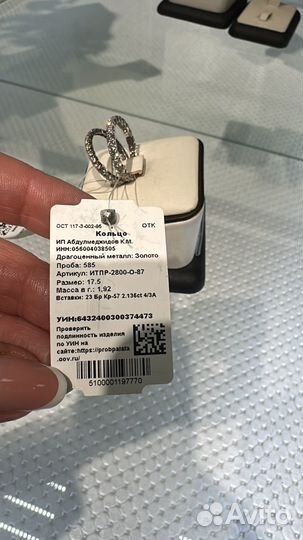 ОСТ 117-3-002-95 ОТК
Кольцо
ИП Абдулмеджидов К.М.
ИНН:056004038505
Драгоценный металл: Золото
Проба: 585
Артикул: ИТПР-2800-О-87
Размер: 17.5
Масса в г.: 1,92
Вставки: 23 Бр Кр-57 2.136ct 4/3А
УИН:6432400300374473
Проверить
подлинность изделия
по УИН на
сайте:https://probpalata
.gov.ru/
5100001197770
Avito